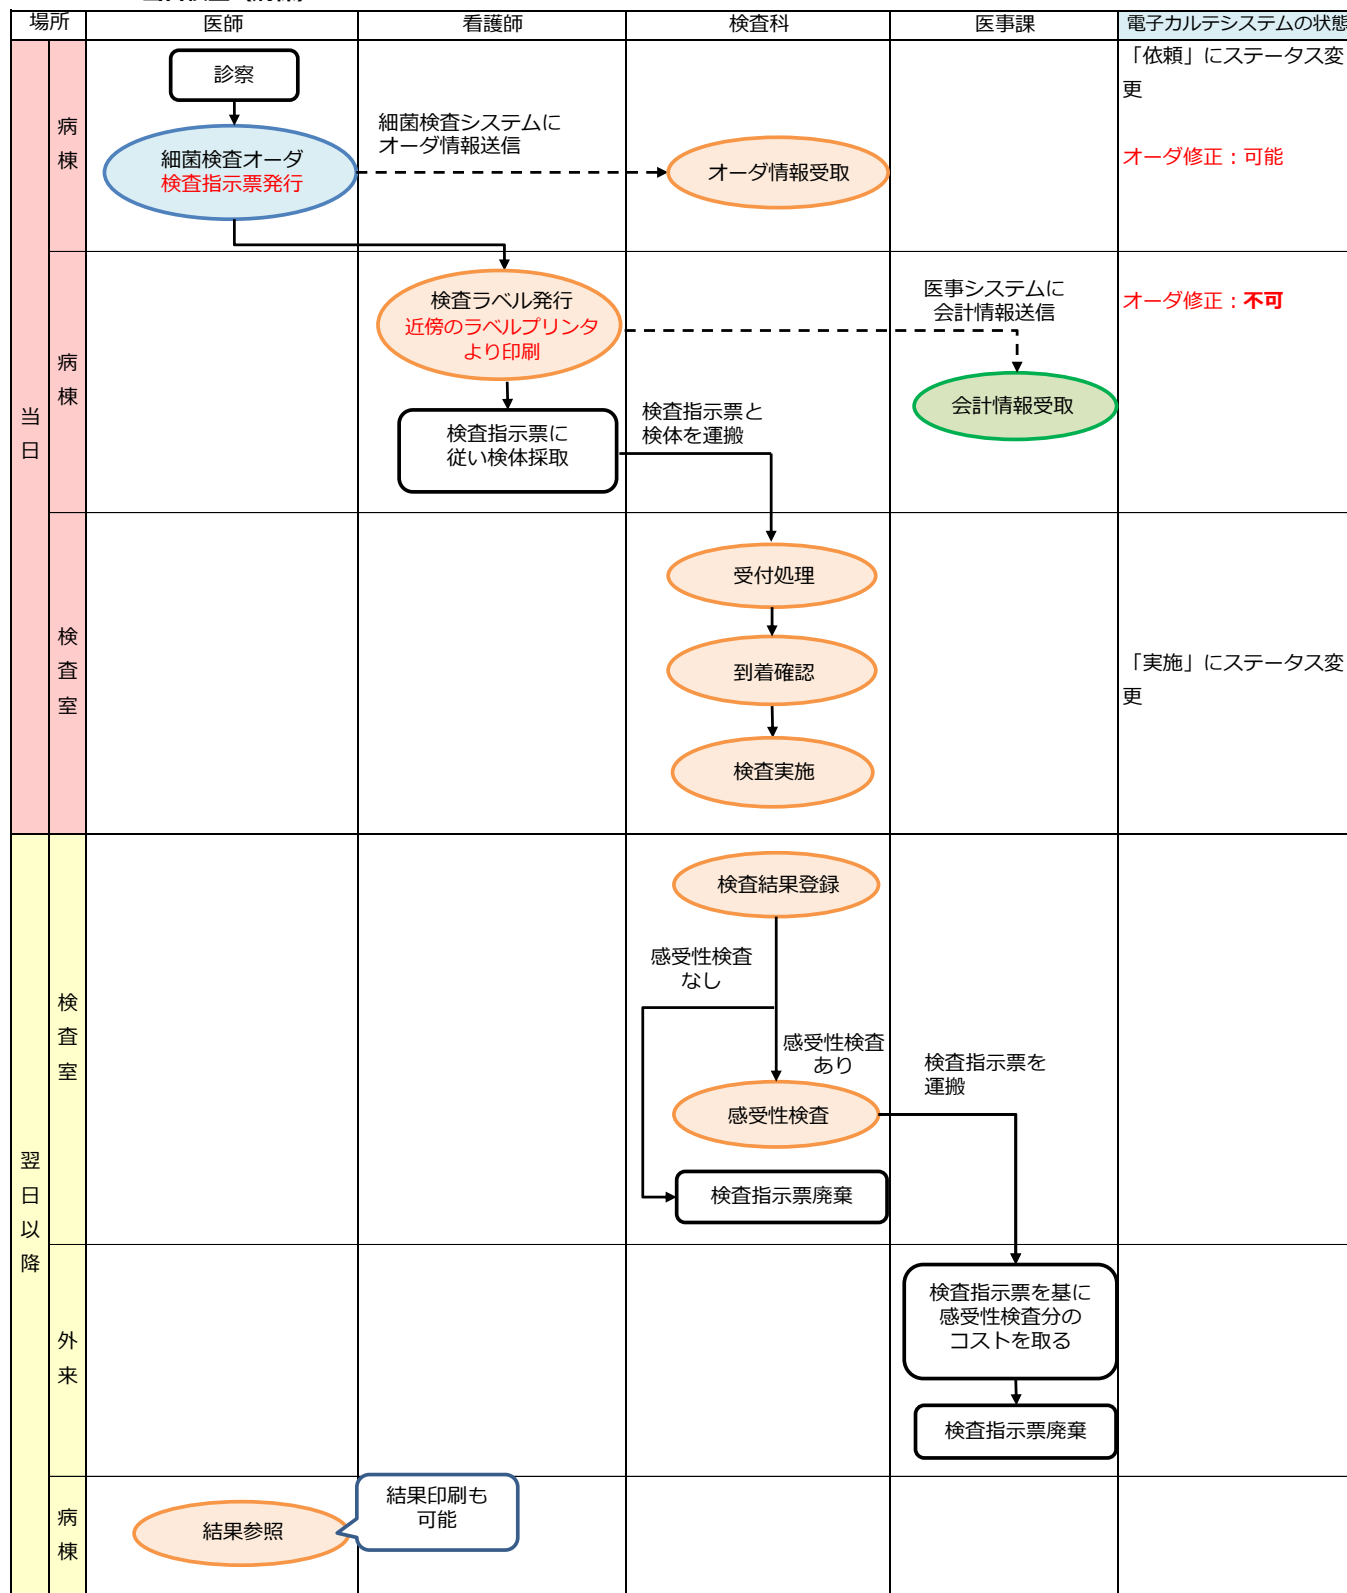 場所
医師
看護師
検査科
医事課
電子カルテシステムの状態
当日
病棟
診察
細菌検査オーダ
検査指示票発行
細菌検査システムに
オーダ情報送信
オーダ情報受取
「依頼」にステータス変
更
オーダ修正：可能
病棟
検査ラベル発行
近傍のラベルプリンタ
より印刷
医事システムに
会計情報送信
オーダ修正：不可
会計情報受取
検査指示票に
従い検体採取
検査指示票と
検体を運搬
検査室
受付処理
到着確認
検査実施
「実施」にステータス変
更
翌日以降
検査室
検査結果登録
感受性検査
なし
感受性検査
あり
感受性検査
検査指示票を
運搬
検査指示票廃棄
外来
検査指示票を基に
感受性検査分の
コストを取る
検査指示票廃棄
病棟
結果参照
結果印刷も
可能